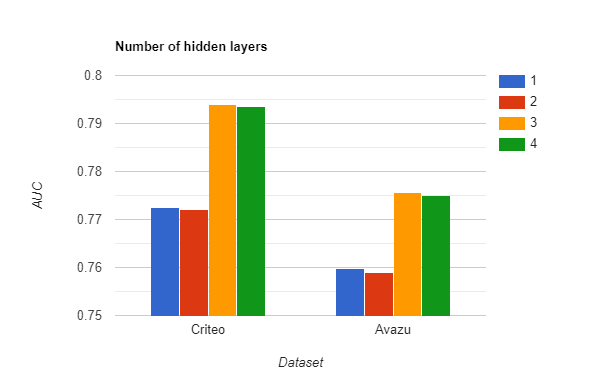 Number of hidden layers
0.8
0.79
0.78
0.77
0.76
0.75
AUC
Criteo
Avazu
Dataset
1
2
3
4